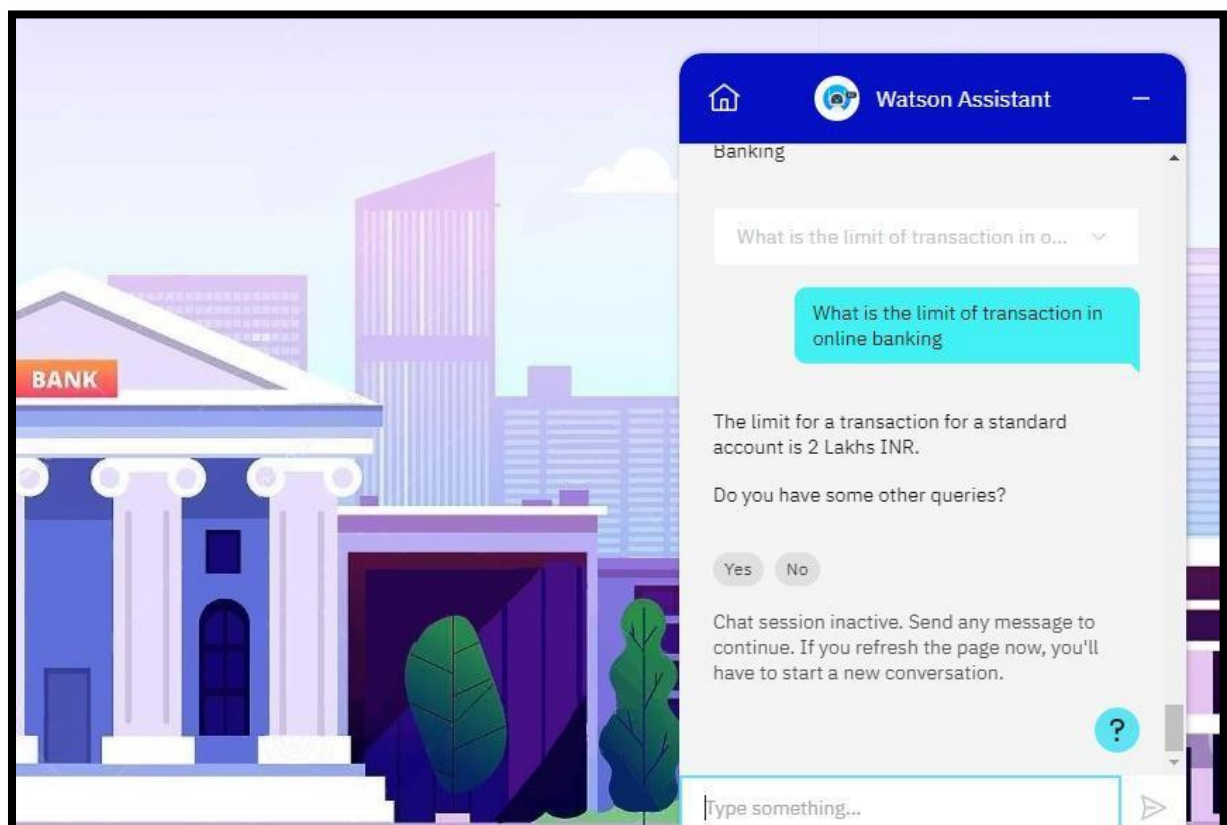 BANK
Watson Assistant
Banking
What is the limit of transaction in o...
What is the limit of transaction in
online banking
The limit for a transaction for a standard
account is 2 Lakhs INR.
Do you have some other queries?
Yes No
Chat session inactive. Send any message to
continue. If you refresh the page now, you'll
have to start a new conversation.
?
Type something...